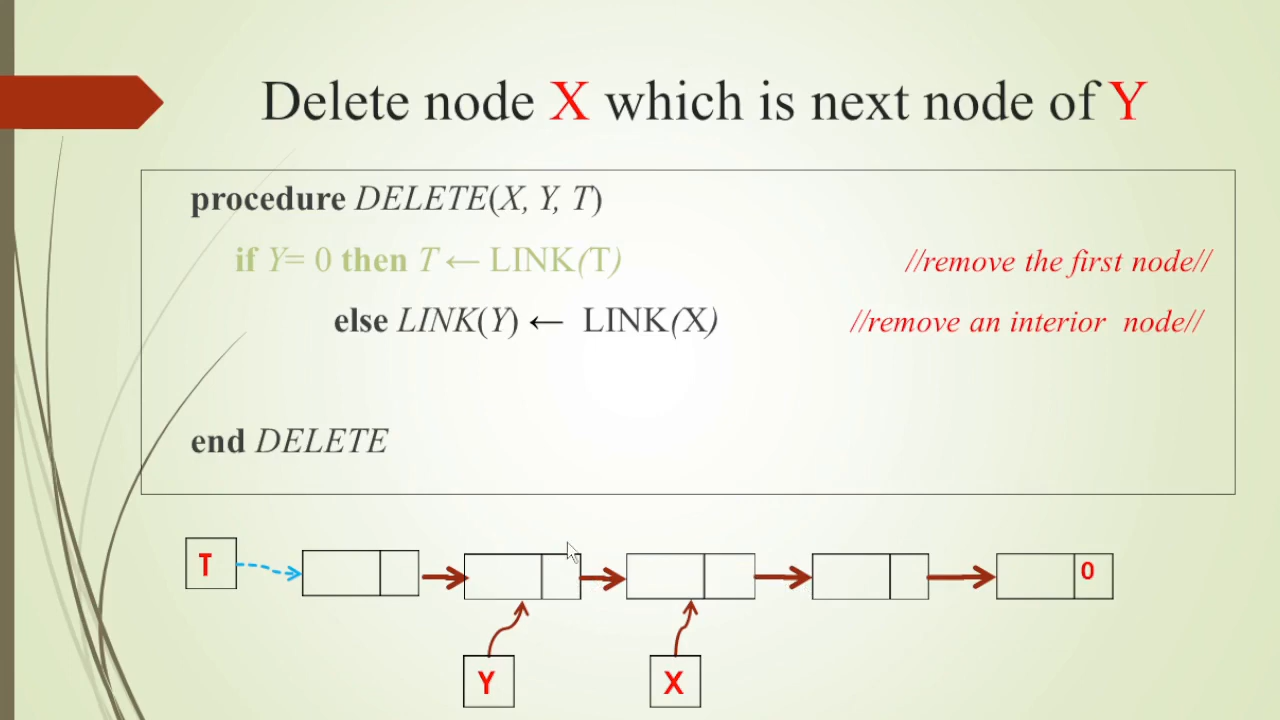 Delete node X which is next node of Y
procedure DELETE(X, Y, T)
if Y= 0 then T ← LINK(T) //remove the first node//
else LINK(Y) ← LINK(X) //remove an interior node//
end DELETE
T
0
Y X